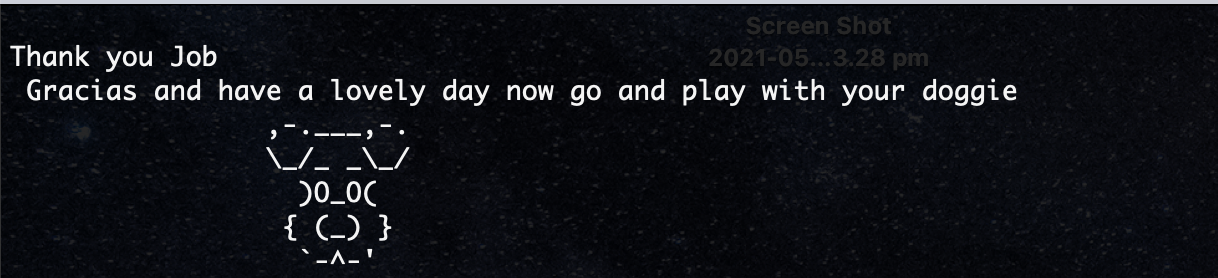 Screen Shot
2021-05...3.28 pm
Thank you Job
 Gracias and have a lovely day now go and play with your doggie
                ,-.___,-.
                \_/_ _\_/
                  )O_O(
                 { (_) }
                  `-^-'